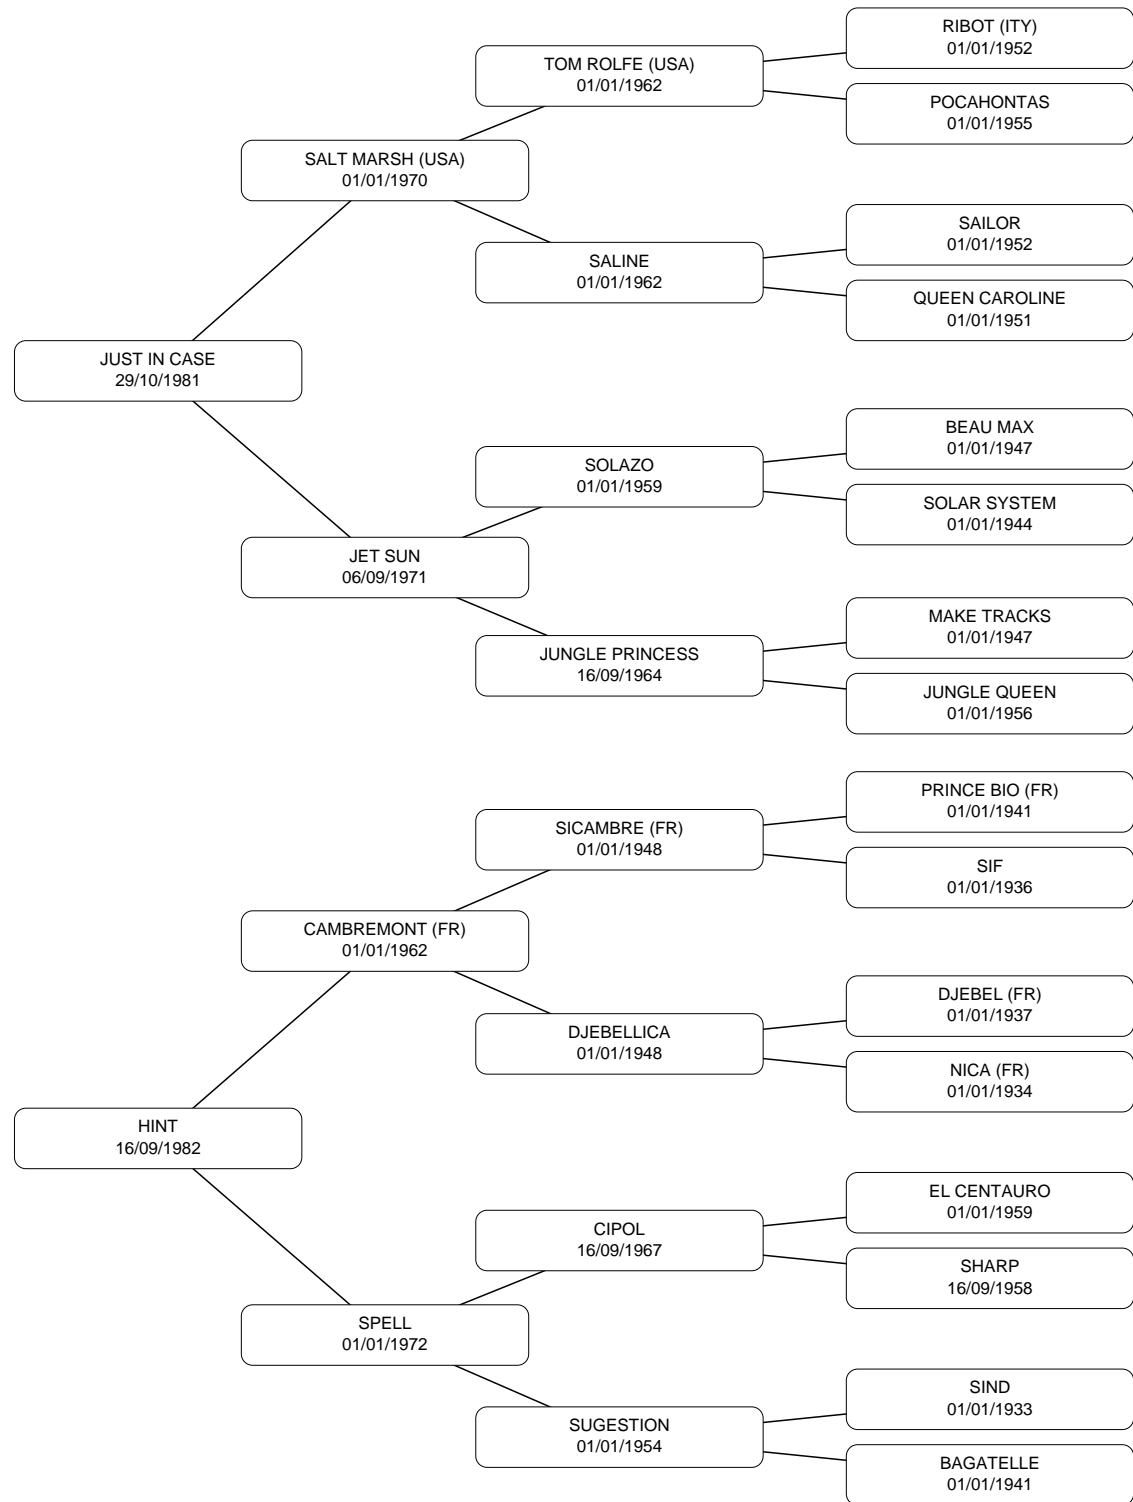 RIBOT (ITY)
01/01/1952
TOM ROLFE (USA)
01/01/1962
POCAHONTAS
01/01/1955
SALT MARSH (USA)
01/01/1970
SAILOR
01/01/1952
SALINE
01/01/1962
QUEEN CAROLINE
01/01/1951
JUST IN CASE
29/10/1981
BEAU MAX
01/01/1947
SOLAZO
01/01/1959
SOLAR SYSTEM
01/01/1944
JET SUN
06/09/1971
MAKE TRACKS
01/01/1947
JUNGLE PRINCESS
16/09/1964
JUNGLE QUEEN
01/01/1956
PRINCE BIO (FR)
01/01/1941
SICAMBRE (FR)
01/01/1948
SIF
01/01/1936
CAMBREMONT (FR)
01/01/1962
DJEBEL (FR)
01/01/1937
DJEBELLICA
01/01/1948
NICA (FR)
01/01/1934
HINT
16/09/1982
EL CENTAURO
01/01/1959
CIPOL
16/09/1967
SHARP
16/09/1958
SPELL
01/01/1972
SIND
01/01/1933
SUGESTION
01/01/1954
BAGATELLE
01/01/1941